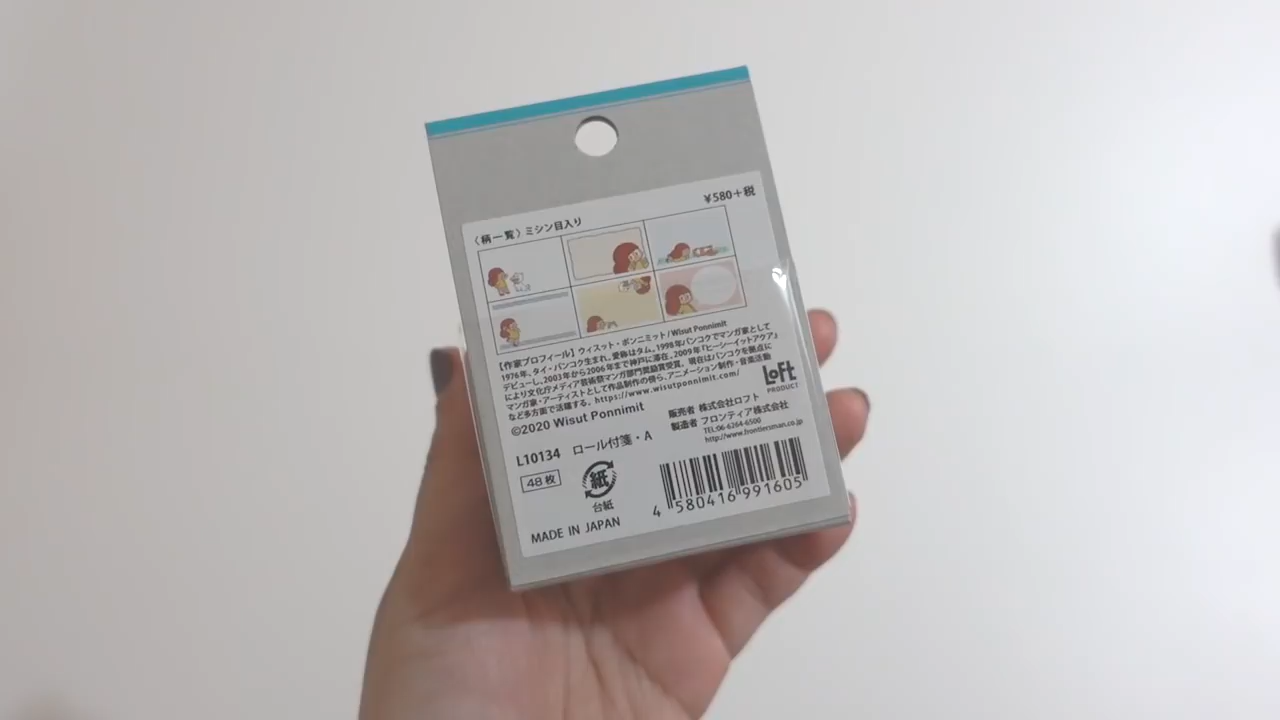 ¥580+税
〈柄一覧〉ミシン目入り
【作家プロフィール】ウィスット・ポンニミット/Wisut Ponnimit
1976年、タイ・バンコク生まれ。愛称はタム。1998年バンコクでマンガ家として
デビューし、2003年から2006年まで神戸に滞在。2009年『ヒーシーイットアクア』
により文化庁メディア芸術祭マンガ部門奨励賞受賞。現在はバンコクを拠点に
マンガ家・アーティストとして作品制作の傍ら、アニメーション制作・音楽活動
など多方面で活躍する。https://www.wisutponnimit.com/
©2020 Wisut Ponnimit
LOFT
PRODUCT
販売者 株式会社ロフト
製造者 フロンティア株式会社
TEL:06-6264-6500
http://www.frontiersman.co.jp
L10134 ロール付箋・A
48枚
紙
台紙
4 580416 991605
MADE IN JAPAN